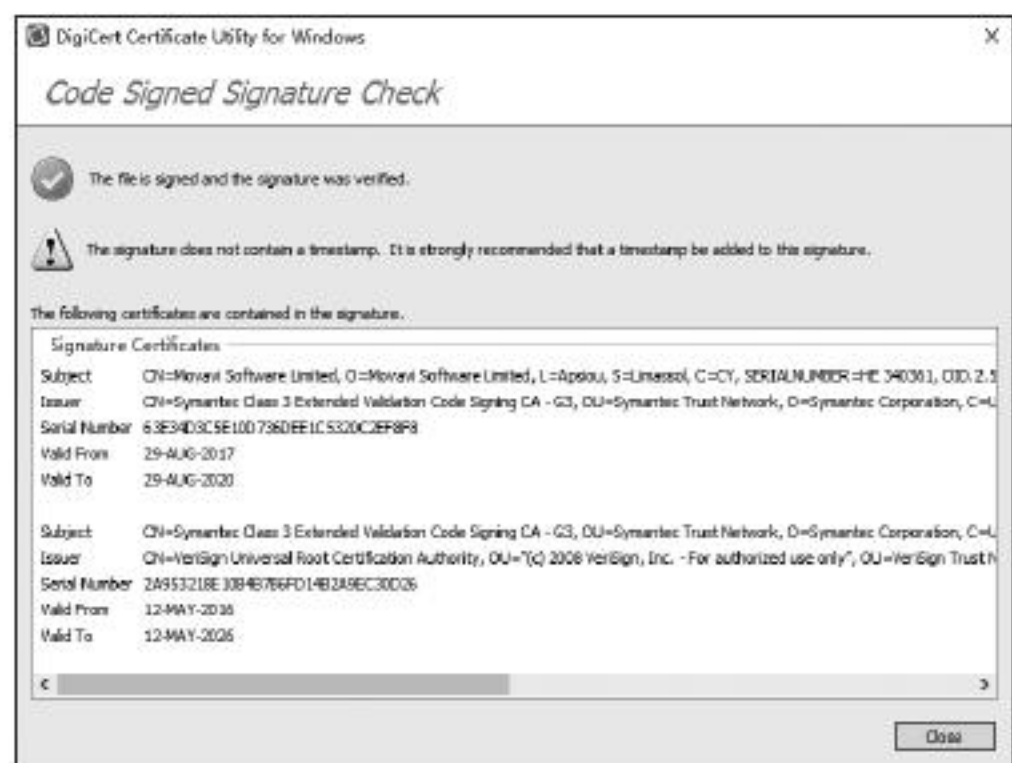 DigiCert Certificate Utility for Windows
Code Signed Signature Check
The file is signed and the signature was verified.
The signature does not contain a timestamp. It is strongly recommended that a timestamp be added to this signature.
The following certificates are contained in the signature.
Signature Certificates
Subject CN=Movavi Software Limited, O=Movavi Software Limited, L=Apsiou, S=Limassol, C=CY, SERIALNUMBER=HE 340361, OID.2.5
Issuer CN=Symantec Class 3 Extended Validation Code Signing CA - G3, OU=Symantec Trust Network, O=Symantec Corporation, C=U
Serial Number 63E34D3C5E10D736DEE1C5320C2EF8F8
Valid From 29-AUG-2017
Valid To 29-AUG-2020
Subject CN=Symantec Class 3 Extended Validation Code Signing CA - G3, OU=Symantec Trust Network, O=Symantec Corporation, C=U
Issuer CN=VeriSign Universal Root Certification Authority, OU="(c) 2008 VeriSign, Inc. - For authorized use only", OU=VeriSign Trust N
Serial Number
Valid From 12-MAY-2016
Valid To 12-MAY-2026
Close